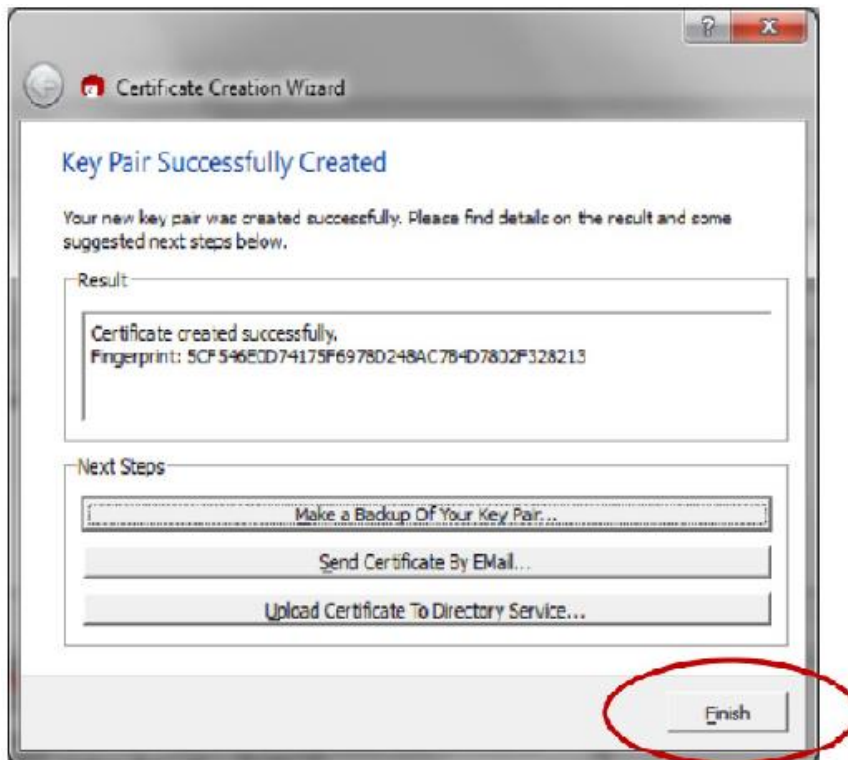 Certificate Creation Wizard
Key Pair Successfully Created
Your new key pair was created successfully. Please find details on the result and some
suggested next steps below.
Result
Certificate created successfully.
Fingerprint:
Next Steps
Make a Backup Of Your Key Pair...
Send Certificate By EMail...
Upload Certificate To Directory Service...
Finish